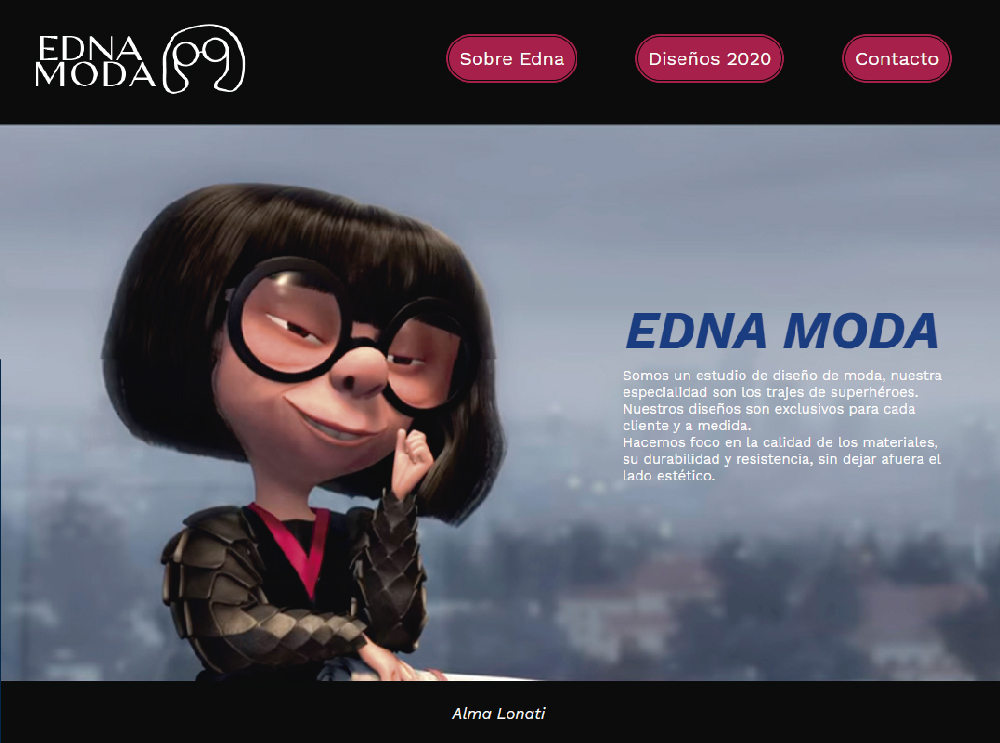 EDNA
MODA
Sobre Edna
Diseños 2020
Contacto
EDNA MODA
Somos un estudio de diseño de moda, nuestra
especialidad son los trajes de superhéroes.
Nuestros diseños son exclusivos para cada
cliente y a medida.
Hacemos foco en la calidad de los materiales,
su durabilidad y resistencia, sin dejar afuera el
lado estético.
Alma Lonati